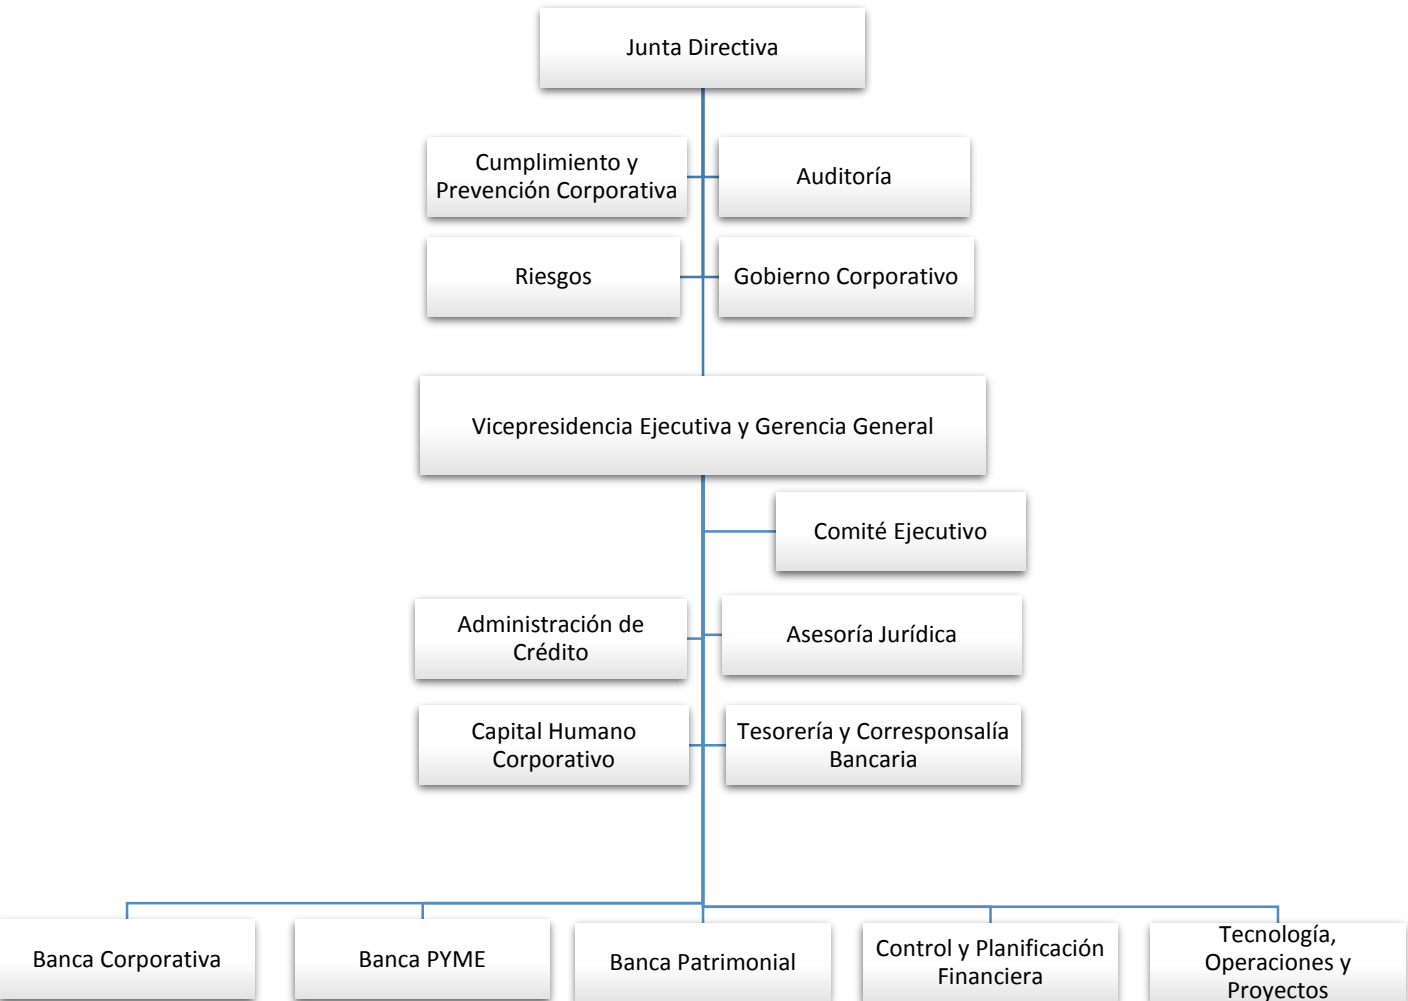 Junta Directiva
Cumplimiento y
Prevención Corporativa
Auditoría
Riesgos
Gobierno Corporativo
Vicepresidencia Ejecutiva y Gerencia General
Comité Ejecutivo
Administración de
Crédito
Asesoría Jurídica
Capital Humano
Corporativo
Tesorería y Corresponsalía
Bancaria
Banca Corporativa
Banca PYME
Banca Patrimonial
Control y Planificación
Financiera
Tecnología,
Operaciones y
Proyectos